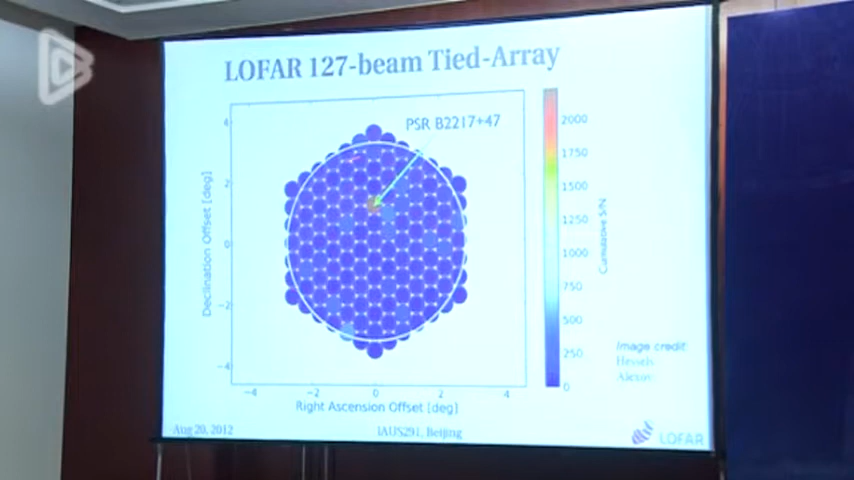 LOFAR 127-beam Tied-Array
PSR B2217+47
4
2
0
−2
−4
Declination Offset [deg]
−4
−2
0
2
4
Right Ascension Offset [deg]
2000
1750
1500
1250
1000
750
500
250
0
Cumulative S/N
Image credit:
Hessels
Alexov
Aug 20, 2012
IAUS291, Beijing
LOFAR